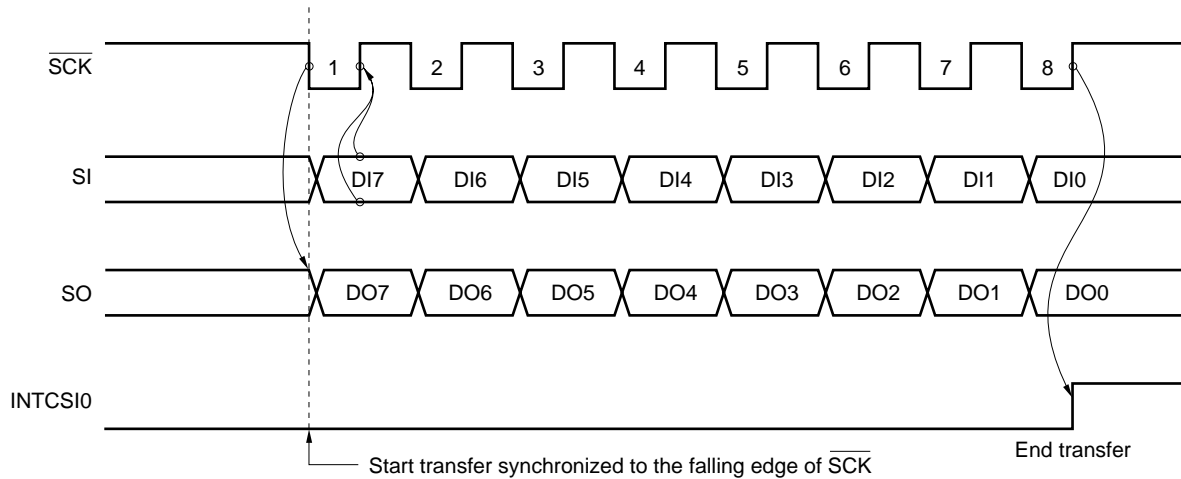 SCK 1 2 3 4 5 6 7 8
SI DI7 DI6 DI5 DI4 DI3 DI2 DI1 DI0
SO DO7 DO6 DO5 DO4 DO3 DO2 DO1 DO0
INTCSI0
End transfer
Start transfer synchronized to the falling edge of SCK